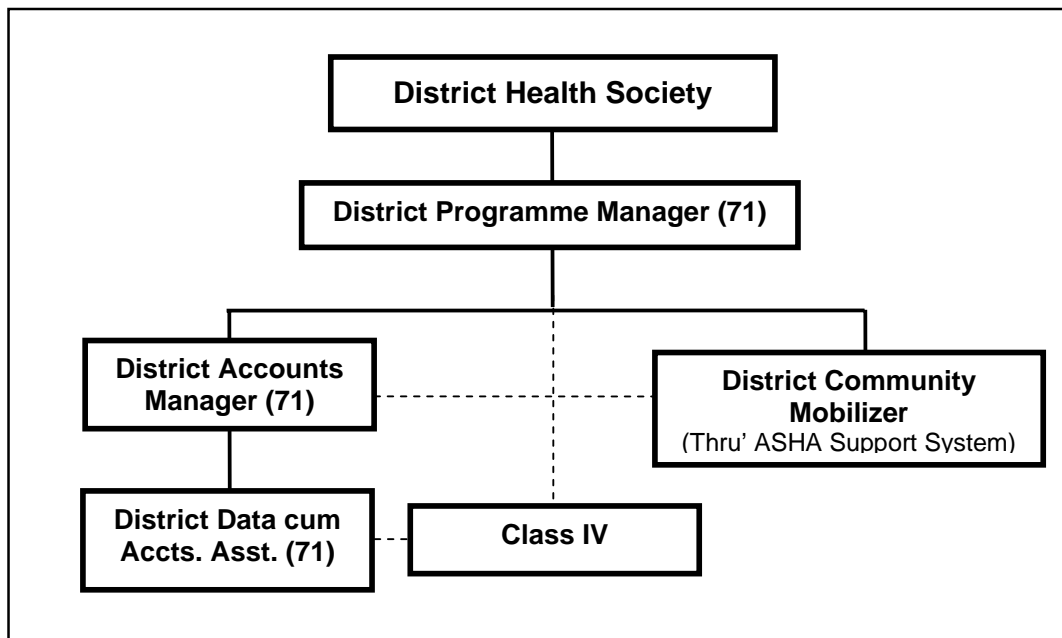 District Health Society
District Programme Manager (71)
District Accounts
Manager (71)
District Community
Mobilizer
(Thru' ASHA Support System)
District Data cum
Accts. Asst. (71)
Class IV